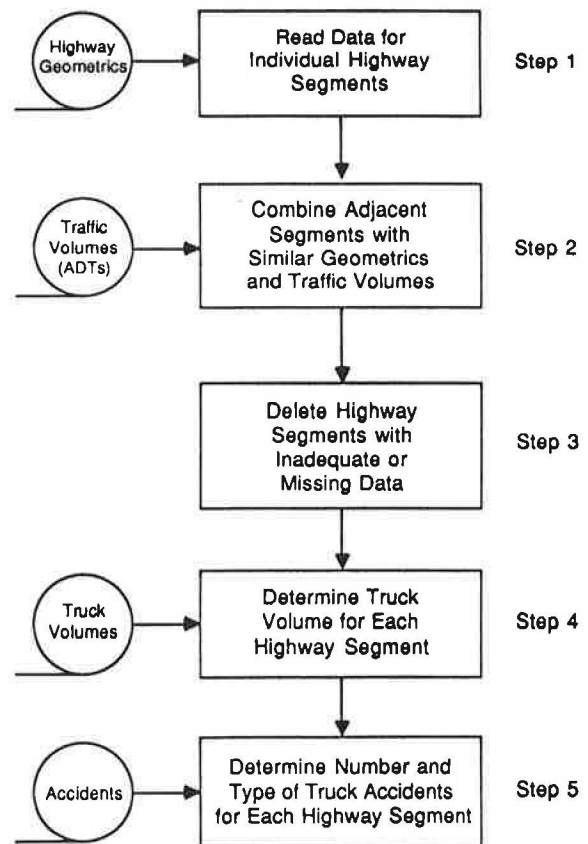 Highway
Geometrics
Read Data for
Individual Highway
Segments
Step 1
Traffic
Volumes
(ADTs)
Combine Adjacent
Segments with
Similar Geometrics
and Traffic Volumes
Step 2
Delete Highway
Segments with
Inadequate or
Missing Data
Step 3
Truck
Volumes
Determine Truck
Volume for Each
Highway Segment
Step 4
Accidents
Determine Number and
Type of Truck Accidents
for Each Highway Segment
Step 5